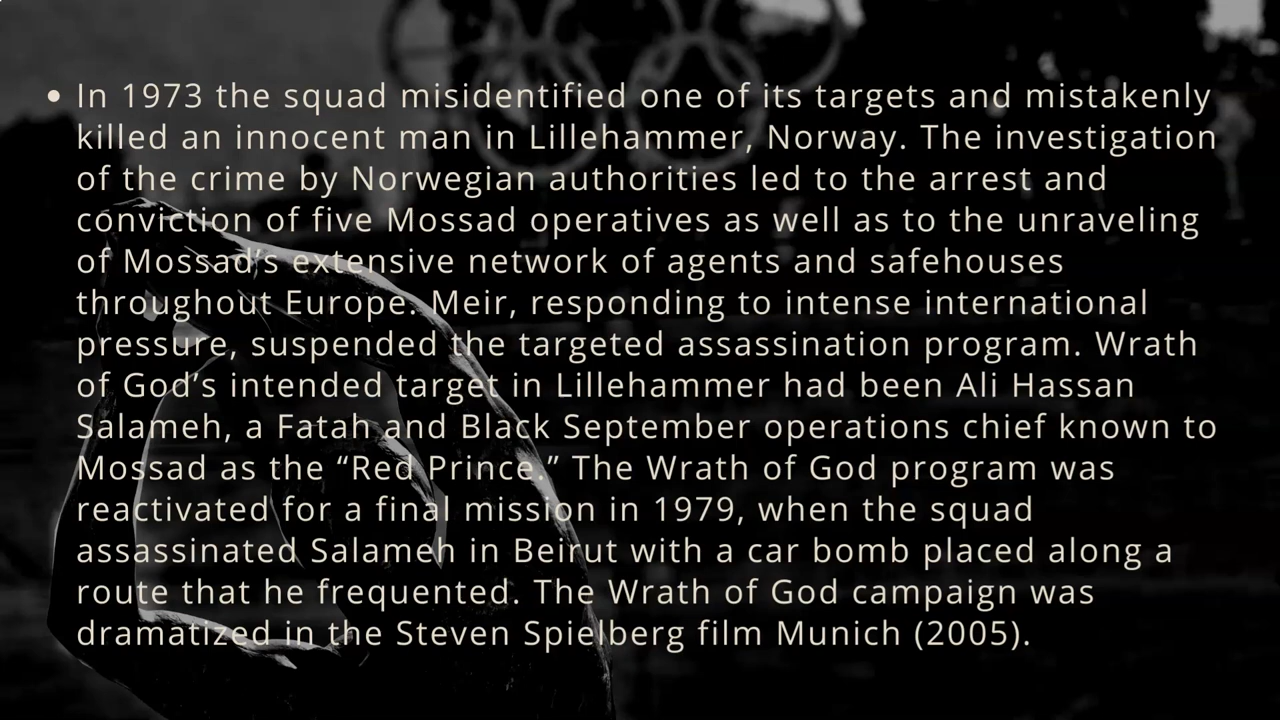 • In 1973 the squad misidentified one of its targets and mistakenly
killed an innocent man in Lillehammer, Norway. The investigation
of the crime by Norwegian authorities led to the arrest and
conviction of five Mossad operatives as well as to the unraveling
of Mossad’s extensive network of agents and safehouses
throughout Europe. Meir, responding to intense international
pressure, suspended the targeted assassination program. Wrath
of God’s intended target in Lillehammer had been Ali Hassan
Salameh, a Fatah and Black September operations chief known to
Mossad as the “Red Prince.” The Wrath of God program was
reactivated for a final mission in 1979, when the squad
assassinated Salameh in Beirut with a car bomb placed along a
route that he frequented. The Wrath of God campaign was
dramatized in the Steven Spielberg film Munich (2005).